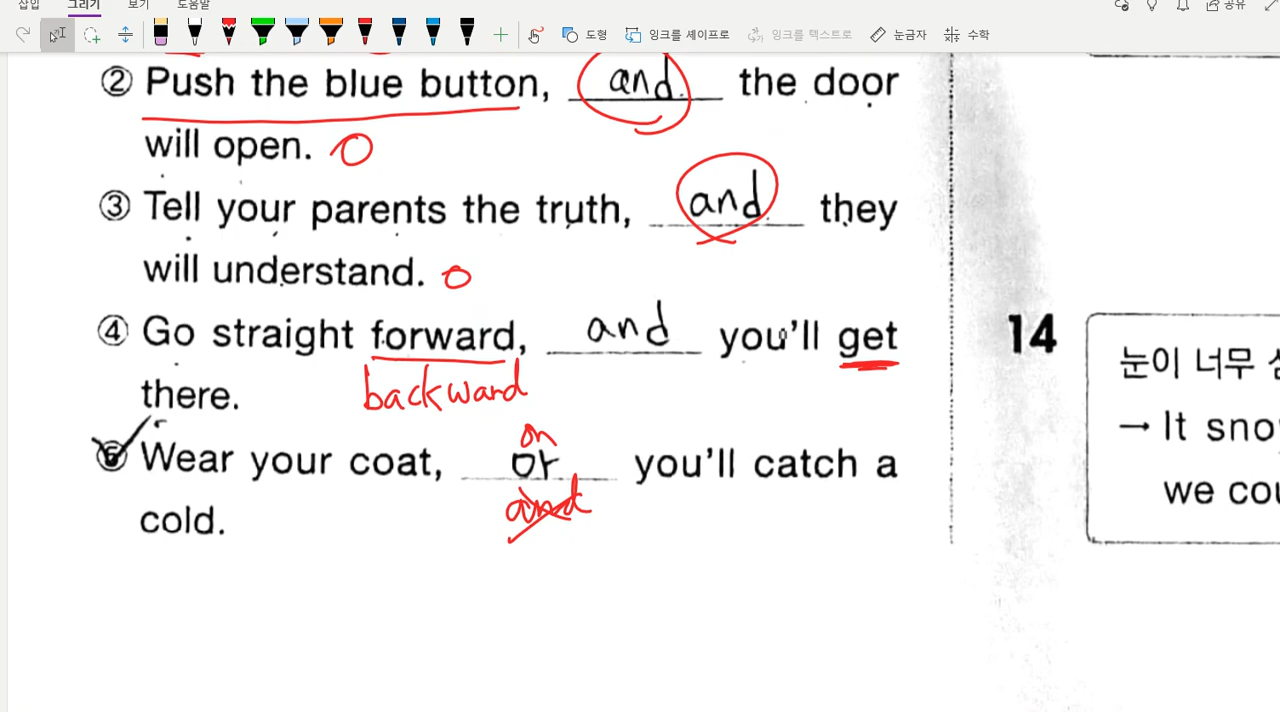 삽입 그리기 보기 도움말 공유
도형 잉크를 셰이프로 잉크를 텍스트로 눈금자 수학
② Push the blue button, and the door
will open.
③ Tell your parents the truth, and they
will understand.
④ Go straight forward, and you'll get
backward
there.
or
⑤ Wear your coat, or you'll catch a
and
cold.
14
눈이 너무
→ It sno
we cou